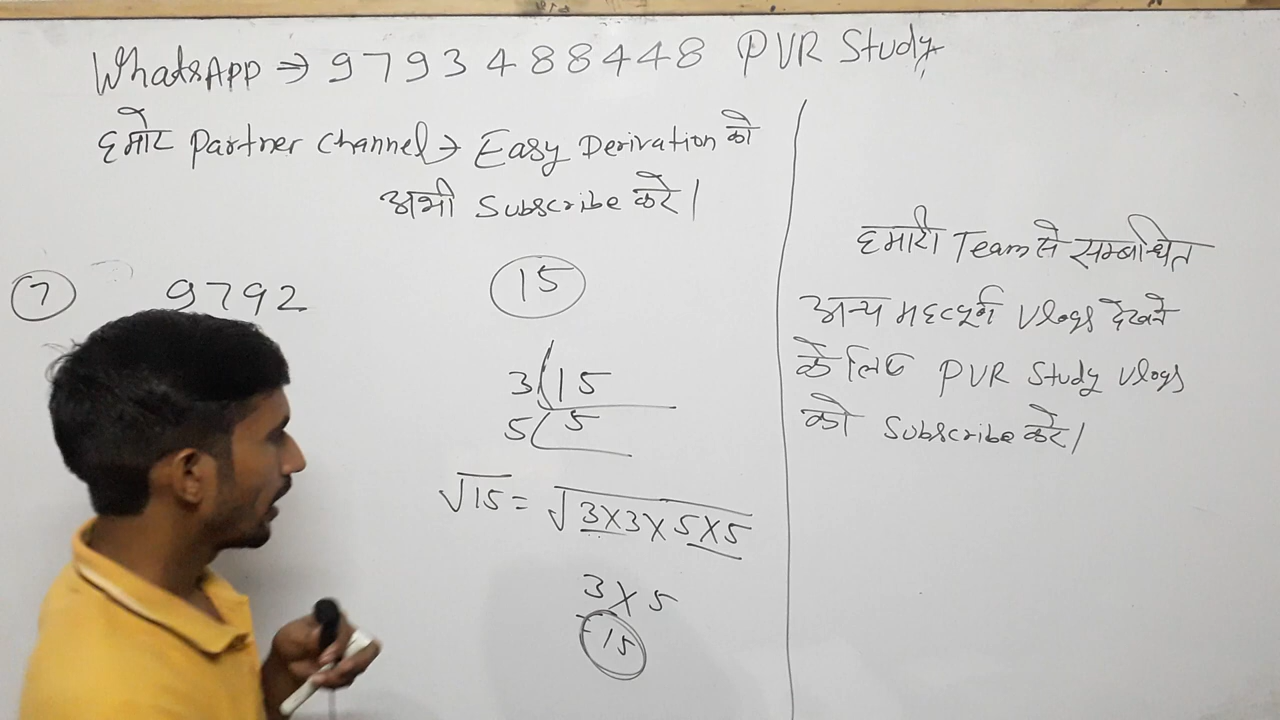 WhatsApp → 9793488448 PVR Study
हमारे Partner Channel → Easy Derivation को
अभी Subscribe करे।
7
9792
15
3(15
5(5
√15 = √3×3×5×5
3×5
15
हमारी Team से सम्बन्धित
अन्य महत्पूर्ण Vlogs देखने
के लिए PVR Study Vlogs
को Subscribe करे।